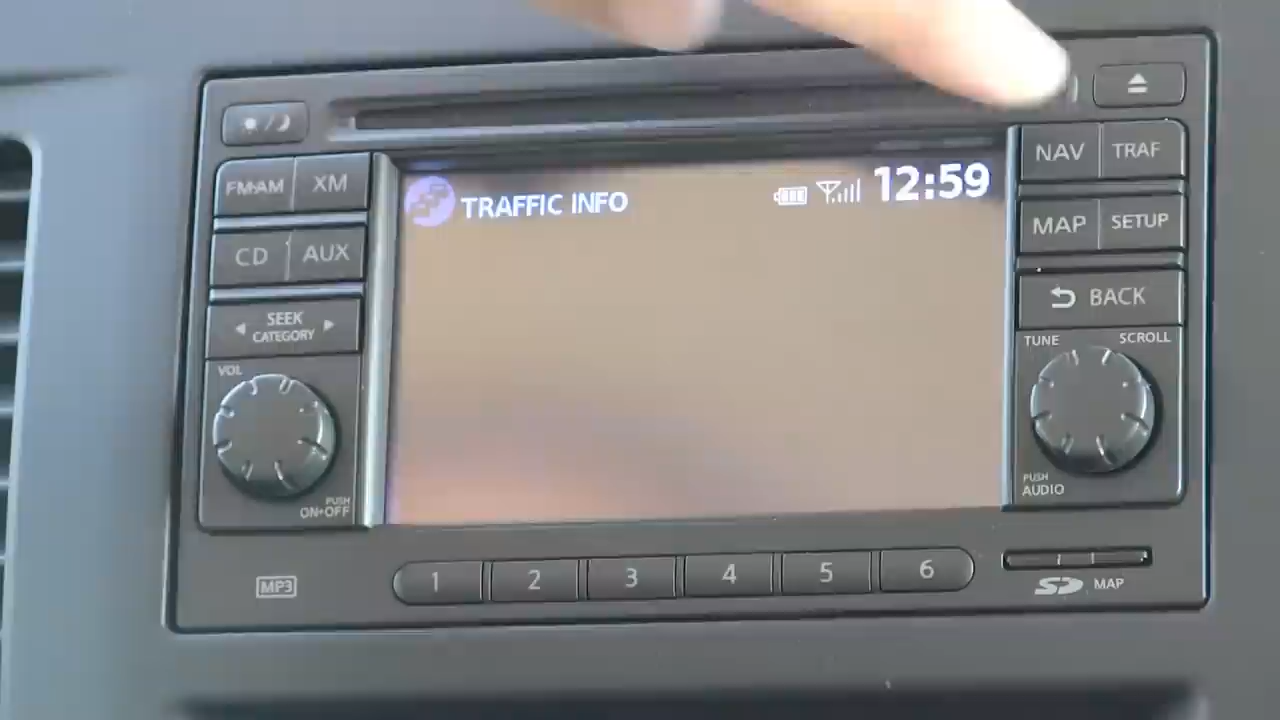 FM·AM
XM
CD
AUX
SEEK
CATEGORY
VOL
PUSH
ON·OFF
MP3
TRAFFIC INFO
12:59
1
2
3
4
5
6
NAV
TRAF
MAP
SETUP
BACK
TUNE
SCROLL
PUSH
AUDIO
SD
MAP